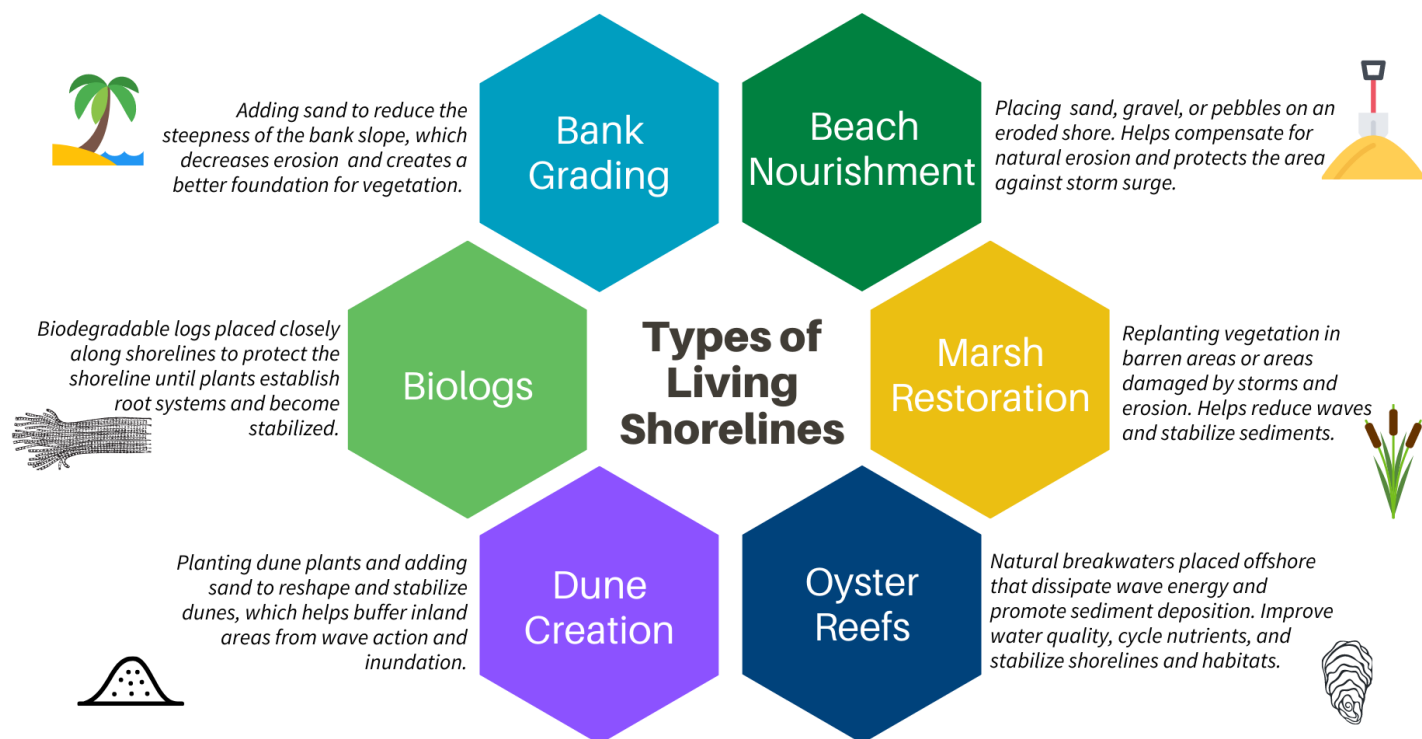 Types of
Living
Shorelines
Bank
Grading
Adding sand to reduce the
steepness of the bank slope, which
decreases erosion and creates a
better foundation for vegetation.
Beach
Nourishment
Placing sand, gravel, or pebbles on an
eroded shore. Helps compensate for
natural erosion and protects the area
against storm surge.
Biologs
Biodegradable logs placed closely
along shorelines to protect the
shoreline until plants establish
root systems and become
stabilized.
Marsh
Restoration
Replanting vegetation in
barren areas or areas
damaged by storms and
erosion. Helps reduce waves
and stabilize sediments.
Dune
Creation
Planting dune plants and adding
sand to reshape and stabilize
dunes, which helps buffer inland
areas from wave action and
inundation.
Oyster
Reefs
Natural breakwaters placed offshore
that dissipate wave energy and
promote sediment deposition. Improve
water quality, cycle nutrients, and
stabilize shorelines and habitats.